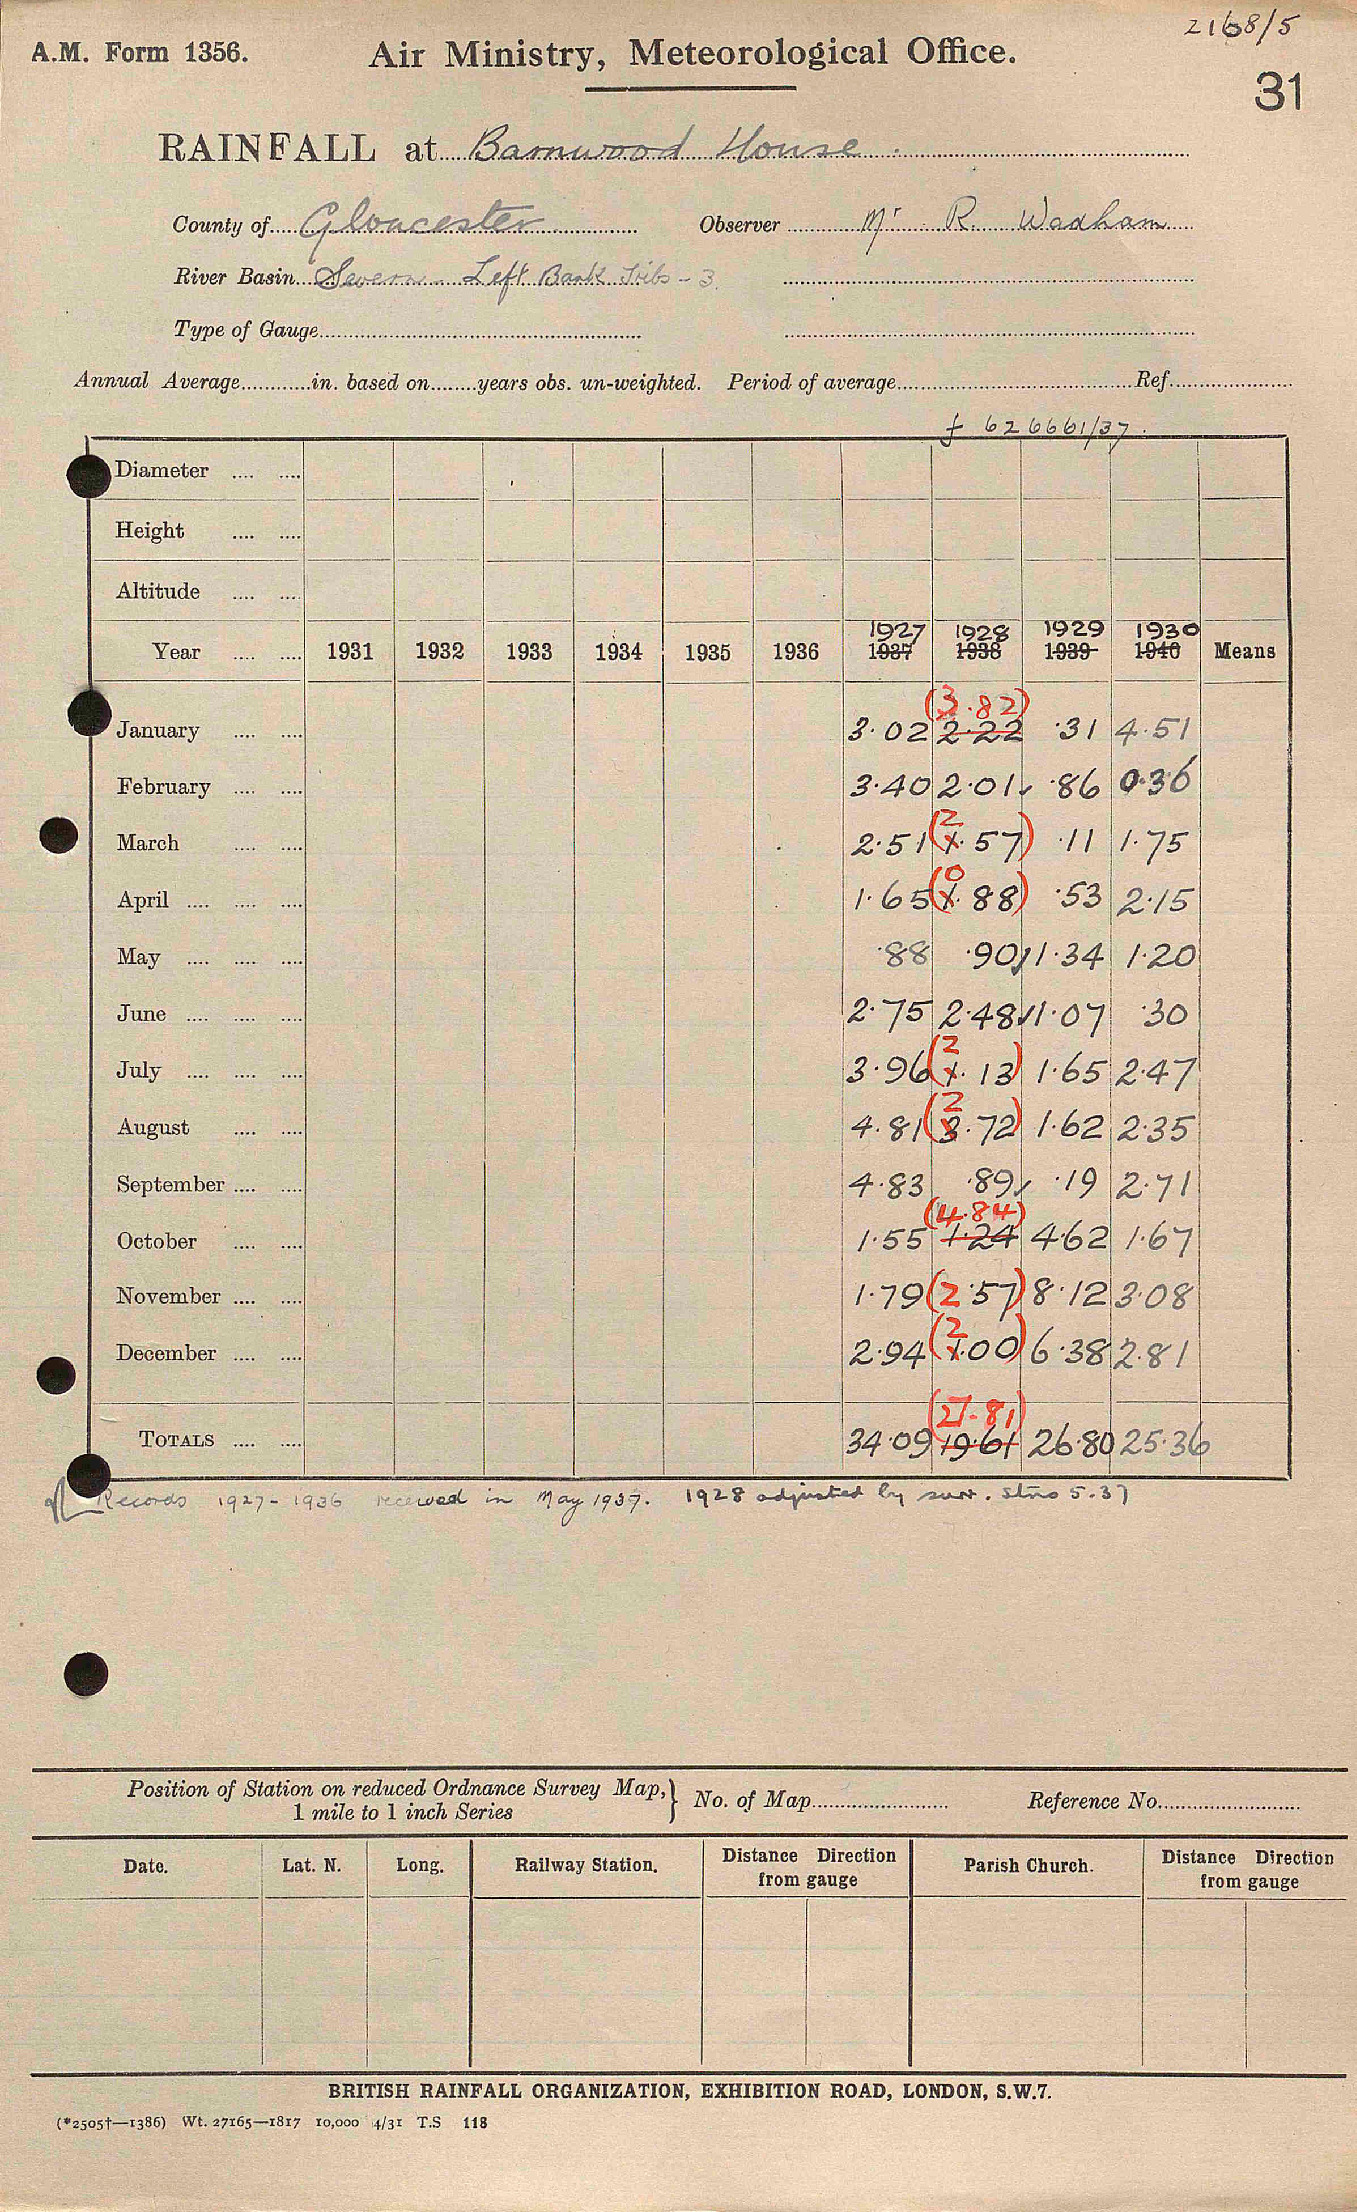 2168/5
A.M. Form 1356. Air Ministry, Meteorological Office.
31
RAINFALL at Barnwood House.
County of Gloucester Observer Mr R. Wadham
River Basin Severn - Left Bank Tribs - 3
Type of Gauge
Annual Average in. based on years obs. un-weighted. Period of average Ref.
f 626661/37.
Diameter
Height
Altitude
1927 1928 1929 1930
Year 1931 1932 1933 1934 1935 1936 1937 1938 1939 1940 Means
(3.82)
January 3.02 2.22 .31 4.51
February 3.40 2.01 .86 0.36
2
March 2.51 (1.57) .11 1.75
0
April 1.65 (1.88) .53 2.15
May .88 .90 1.34 1.20
June 2.75 2.48 1.07 .30
2
July 3.96 (1.13) 1.65 2.47
2
August 4.81 (3.72) 1.62 2.35
September 4.83 .89 .19 2.71
(4.84)
October 1.55 1.24 4.62 1.67
November 1.79 (2.57) 8.12 3.08
2
December 2.94 (1.00) 6.38 2.81
(27.81)
TOTALS 34.09 19.61 26.80 25.36
Records 1927-1936 received in May 1937. 1928 adjusted by surr. stns 5.37
Position of Station on reduced Ordnance Survey Map, } No. of Map Reference No.
1 mile to 1 inch Series
Date. Lat. N. Long. Railway Station. Distance Direction from gauge Parish Church. Distance Direction from gauge
BRITISH RAINFALL ORGANIZATION, EXHIBITION ROAD, LONDON, S.W.7.
(*2505†—1386) Wt. 27165—1817 10,000 4/31 T.S 118